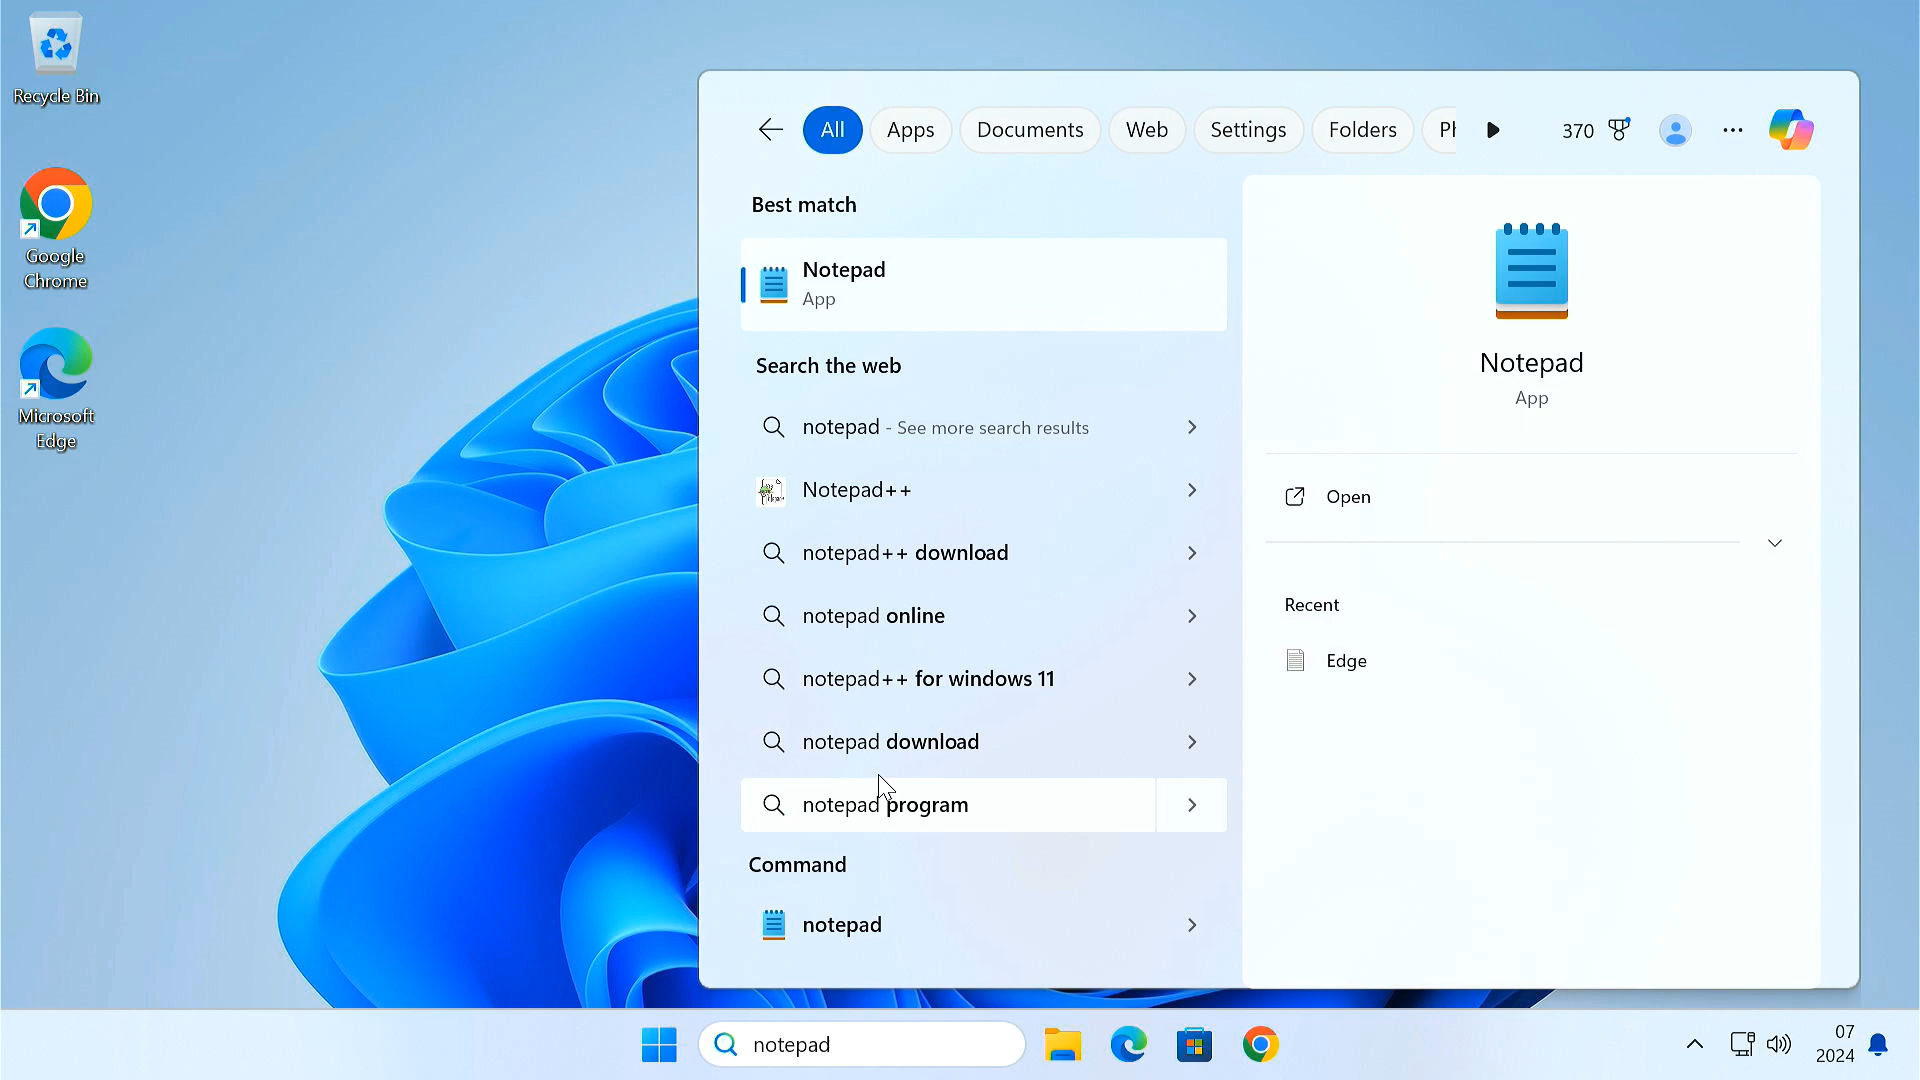 Recycle Bin
Google
Chrome
Microsoft
Edge
All Apps Documents Web Settings Folders 370
Best match
Notepad
App
Search the web
notepad - See more search results
Notepad++
notepad++ download
notepad online
notepad++ for windows 11
notepad download
notepad program
Command
notepad
Notepad
App
Open
Recent
Edge
notepad
07
2024